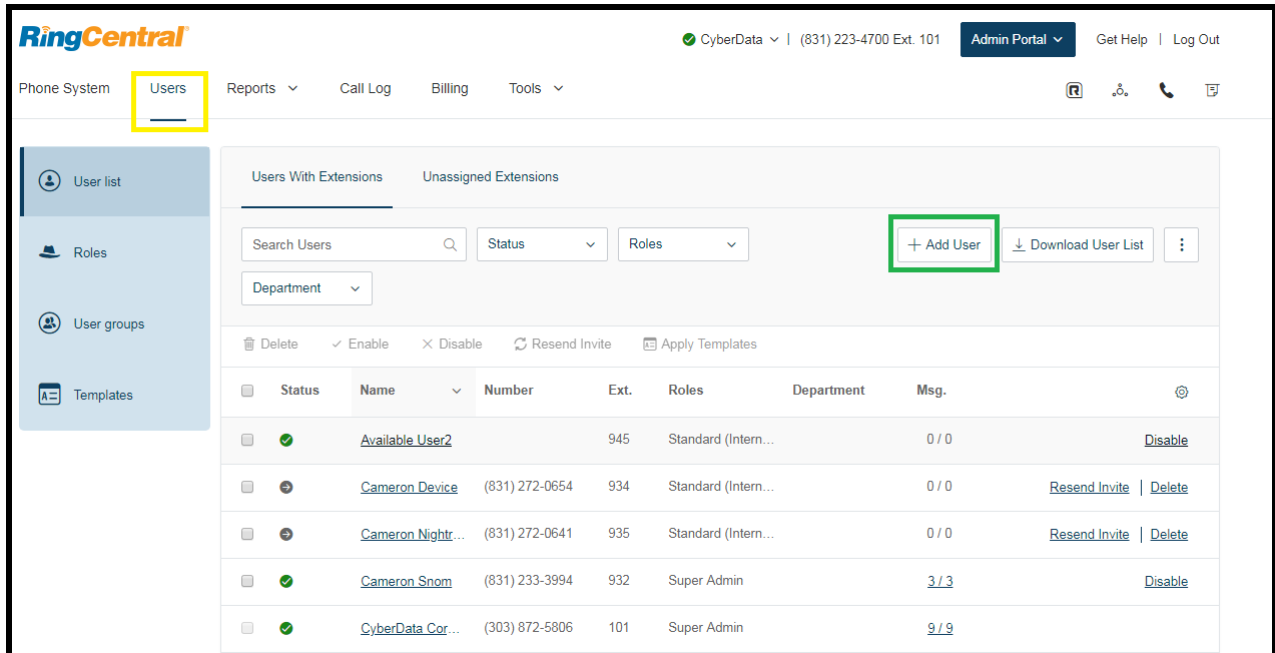 RingCentral
CyberData | (831) 223-4700 Ext. 101 Admin Portal Get Help | Log Out
Phone System Users Reports Call Log Billing Tools
User list
Roles
User groups
Templates
Users With Extensions Unassigned Extensions
Search Users Status Roles + Add User Download User List
Department
Delete Enable Disable Resend Invite Apply Templates
Status Name Number Ext. Roles Department Msg.
Available User2 945 Standard (Intern... 0 / 0 Disable
Cameron Device (831) 272-0654 934 Standard (Intern... 0 / 0 Resend Invite | Delete
Cameron Nightr... (831) 272-0641 935 Standard (Intern... 0 / 0 Resend Invite | Delete
Cameron Snom (831) 233-3994 932 Super Admin 3 / 3 Disable
CyberData Cor... (303) 872-5806 101 Super Admin 9 / 9